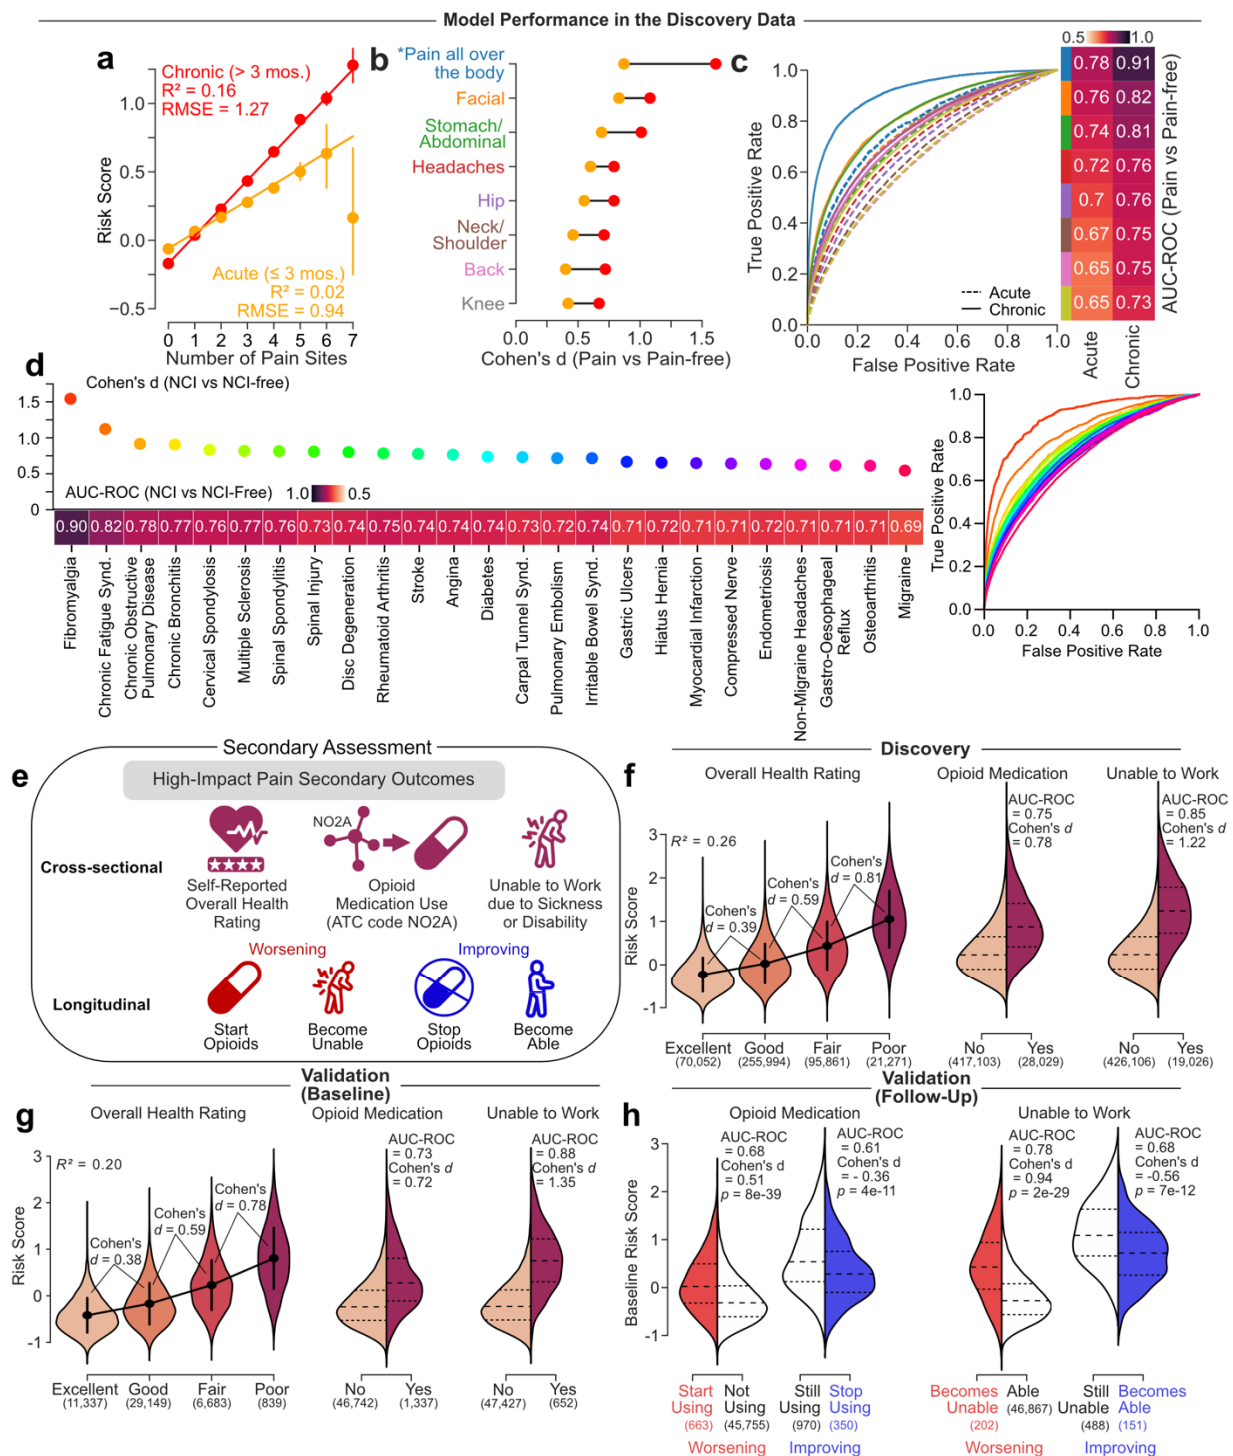 Model Performance in the Discovery Data
a
Chronic (> 3 mos.)
R² = 0.16
RMSE = 1.27
Risk Score
1.0
0.5
0.0
−0.5
Acute (≤ 3 mos.)
R² = 0.02
RMSE = 0.94
0 1 2 3 4 5 6 7
Number of Pain Sites
b
*Pain all over
the body
Facial
Stomach/
Abdominal
Headaches
Hip
Neck/
Shoulder
Back
Knee
0.0 0.5 1.0 1.5
Cohen's d (Pain vs Pain-free)
c
True Positive Rate
1.0
0.8
0.6
0.4
0.2
0.0
Acute
Chronic
0.0 0.2 0.4 0.6 0.8 1.0
False Positive Rate
0.5 1.0
0.78 0.91
0.76 0.82
0.74 0.81
0.72 0.76
0.7 0.76
0.67 0.75
0.65 0.75
0.65 0.73
Acute
Chronic
AUC-ROC (Pain vs Pain-free)
d
Cohen's d (NCI vs NCI-free)
1.5
1.0
0.5
0
AUC-ROC (NCI vs NCI-Free)
1.0 0.5
0.90 0.82 0.78 0.77 0.76 0.77 0.76 0.73 0.74 0.75 0.74 0.74 0.74 0.73 0.72 0.74 0.71 0.72 0.71 0.71 0.72 0.71 0.71 0.71 0.69
Fibromyalgia
Chronic Fatigue Synd.
Chronic Obstructive
Pulmonary Disease
Chronic Bronchitis
Cervical Spondylosis
Multiple Sclerosis
Spinal Spondylitis
Spinal Injury
Disc Degeneration
Rheumatoid Arthritis
Stroke
Angina
Diabetes
Carpal Tunnel Synd.
Pulmonary Embolism
Irritable Bowel Synd.
Gastric Ulcers
Hiatus Hernia
Myocardial Infarction
Compressed Nerve
Endometriosis
Non-Migraine Headaches
Gastro-Oesophageal
Reflux
Osteoarthritis
Migraine
True Positive Rate
1.0
0.8
0.6
0.4
0.2
0.0
0.0 0.2 0.4 0.6 0.8 1.0
False Positive Rate
e
Secondary Assessment
High-Impact Pain Secondary Outcomes
NO2A
Cross-sectional
Self-Reported
Overall Health
Rating
Opioid
Medication Use
(ATC code NO2A)
Unable to Work
due to Sickness
or Disability
Worsening
Improving
Longitudinal
Start
Opioids
Become
Unable
Stop
Opioids
Become
Able
f
Discovery
Overall Health Rating
Opioid Medication
Unable to Work
Risk Score
3
2
1
0
-1
R² = 0.26
Cohen's
d = 0.39
Cohen's
d = 0.59
Cohen's
d = 0.81
AUC-ROC
= 0.75
Cohen's d
= 0.78
AUC-ROC
= 0.85
Cohen's d
= 1.22
Excellent Good Fair Poor
(70,052) (255,994) (95,861) (21,271)
No Yes
(417,103) (28,029)
No Yes
(426,106) (19,026)
g
Validation
(Baseline)
Overall Health Rating
Opioid Medication
Unable to Work
Risk Score
3
2
1
0
-1
R² = 0.20
Cohen's
d = 0.38
Cohen's
d = 0.59
Cohen's
d = 0.78
AUC-ROC
= 0.73
Cohen's d
= 0.72
AUC-ROC
= 0.88
Cohen's d
= 1.35
Excellent Good Fair Poor
(11,337) (29,149) (6,683) (839)
No Yes
(46,742) (1,337)
No Yes
(47,427) (652)
h
Validation
(Follow-Up)
Opioid Medication
Unable to Work
Baseline Risk Score
3
2
1
0
-1
AUC-ROC
= 0.68
Cohen's d
= 0.51
p = 8e-39
AUC-ROC
= 0.61
Cohen's d
= - 0.36
p = 4e-11
AUC-ROC
= 0.78
Cohen's d
= 0.94
p = 2e-29
AUC-ROC
= 0.68
Cohen's d
= -0.56
p = 7e-12
Start
Using
(663)
Not
Using
(45,755)
Still
Using
(970)
Stop
Using
(350)
Worsening
Improving
Becomes
Unable
(202)
Able
(46,867)
Still
Unable
(488)
Becomes
Able
(151)
Worsening
Improving